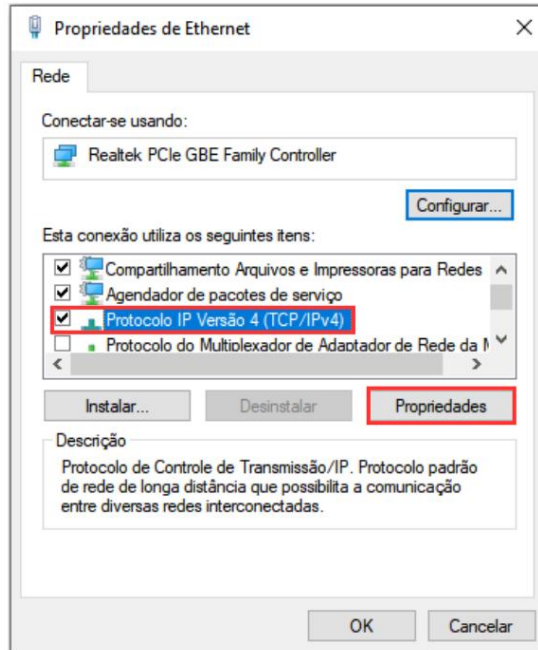 Propriedades de Ethernet
Rede
Conectar-se usando:
Realtek PCIe GBE Family Controller
Configurar...
Esta conexão utiliza os seguintes itens:
Compartilhamento Arquivos e Impressoras para Redes
Agendador de pacotes de serviço
Protocolo IP Versão 4 (TCP/IPv4)
Protocolo do Multiplexador de Adaptador de Rede da
Instalar...
Desinstalar
Propriedades
Descrição
Protocolo de Controle de Transmissão/IP. Protocolo padrão
de rede de longa distância que possibilita a comunicação
entre diversas redes interconectadas.
OK
Cancelar